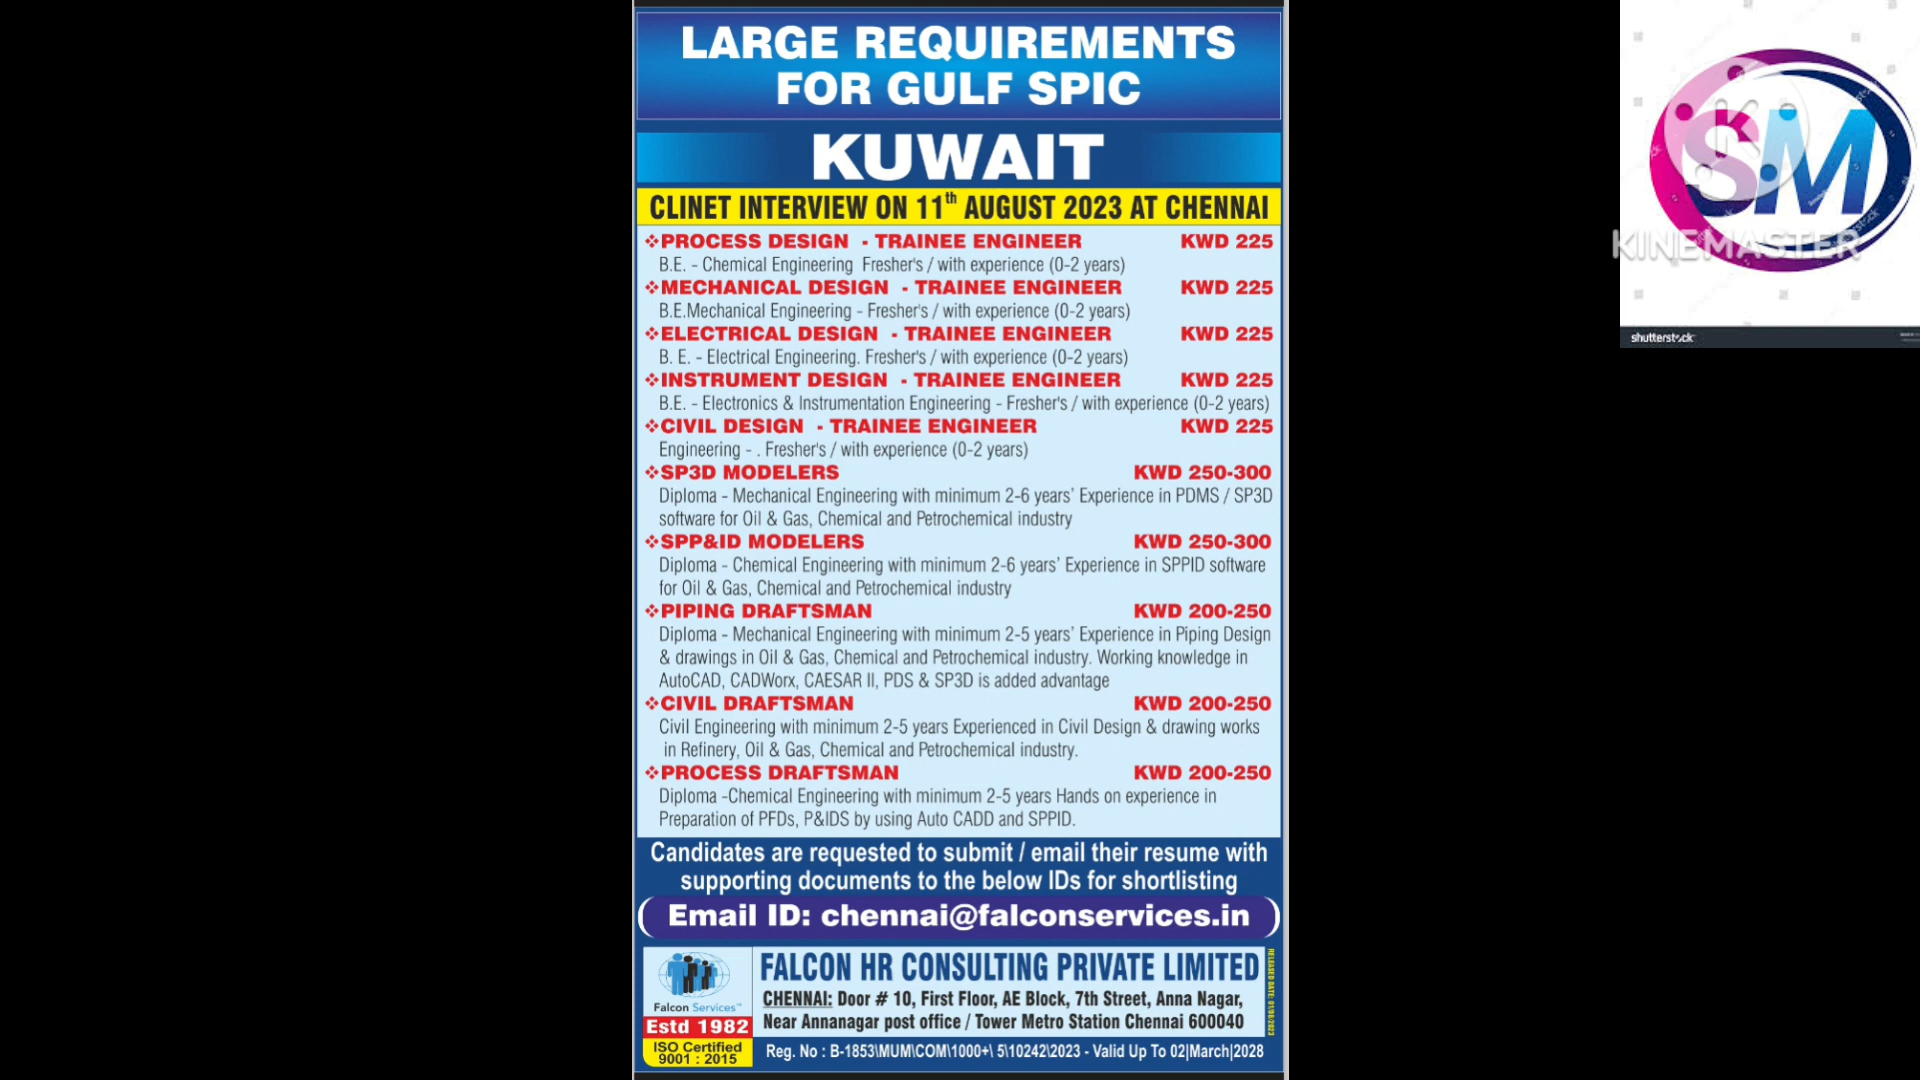 LARGE REQUIREMENTS
FOR GULF SPIC
KUWAIT
CLINET INTERVIEW ON 11th AUGUST 2023 AT CHENNAI
❖PROCESS DESIGN - TRAINEE ENGINEER KWD 225
B.E. - Chemical Engineering Fresher's / with experience (0-2 years)
❖MECHANICAL DESIGN - TRAINEE ENGINEER KWD 225
B.E.Mechanical Engineering - Fresher's / with experience (0-2 years)
❖ELECTRICAL DESIGN - TRAINEE ENGINEER KWD 225
B. E. - Electrical Engineering. Fresher's / with experience (0-2 years)
❖INSTRUMENT DESIGN - TRAINEE ENGINEER KWD 225
B.E. - Electronics & Instrumentation Engineering - Fresher's / with experience (0-2 years)
❖CIVIL DESIGN - TRAINEE ENGINEER KWD 225
Engineering - . Fresher's / with experience (0-2 years)
❖SP3D MODELERS KWD 250-300
Diploma - Mechanical Engineering with minimum 2-6 years' Experience in PDMS / SP3D
software for Oil & Gas, Chemical and Petrochemical industry
❖SPP&ID MODELERS KWD 250-300
Diploma - Chemical Engineering with minimum 2-6 years' Experience in SPPID software
for Oil & Gas, Chemical and Petrochemical industry
❖PIPING DRAFTSMAN KWD 200-250
Diploma - Mechanical Engineering with minimum 2-5 years' Experience in Piping Design
& drawings in Oil & Gas, Chemical and Petrochemical industry. Working knowledge in
AutoCAD, CADWorx, CAESAR II, PDS & SP3D is added advantage
❖CIVIL DRAFTSMAN KWD 200-250
Civil Engineering with minimum 2-5 years Experienced in Civil Design & drawing works
in Refinery, Oil & Gas, Chemical and Petrochemical industry.
❖PROCESS DRAFTSMAN KWD 200-250
Diploma -Chemical Engineering with minimum 2-5 years Hands on experience in
Preparation of PFDs, P&IDS by using Auto CADD and SPPID.
Candidates are requested to submit / email their resume with
supporting documents to the below IDs for shortlisting
Email ID: chennai@falconservices.in
Falcon Services™
Estd 1982
ISO Certified
9001 : 2015
FALCON HR CONSULTING PRIVATE LIMITED
CHENNAI: Door # 10, First Floor, AE Block, 7th Street, Anna Nagar,
Near Annanagar post office / Tower Metro Station Chennai 600040
Reg. No : B-1853\MUM\COM\1000+\ 5\10242\2023 - Valid Up To 02|March|2028
RELEASED DATE: 01/08/2023
SM
K
KINEMASTER
shutterstock